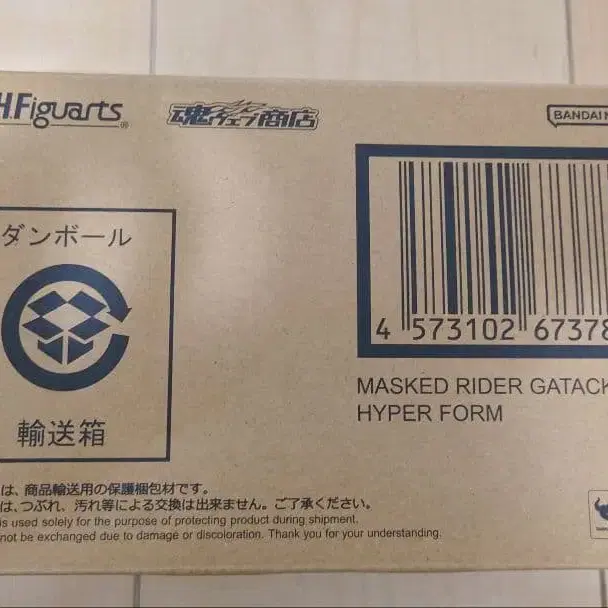 H.Figuarts
魂ウェブ商店
BANDAI N
ダンボール
輸送箱
4 573102 67378
MASKED RIDER GATACK
HYPER FORM
は、商品輸送用の保護梱包材です。
は、つぶれ、汚れ等による交換は出来ません。ご了承ください。
is used solely for the purpose of protecting product during shipment.
not be exchanged due to damage or discoloration. Thank you for your understanding.